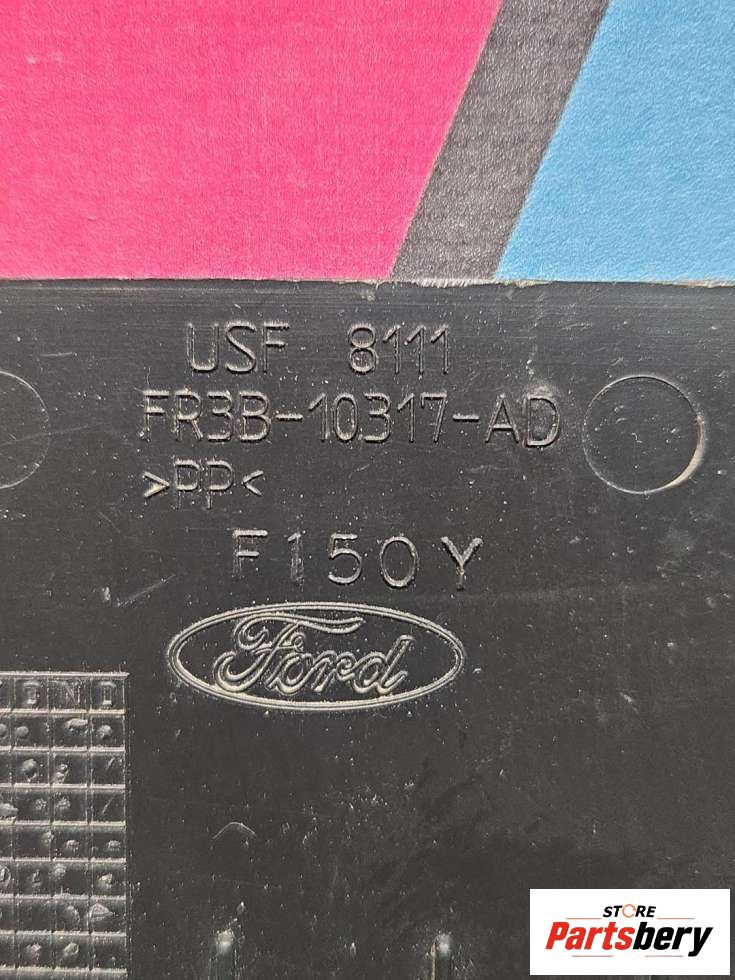 USF 8111
FR3B-10317-AD
>PP<
F150Y
Ford
STORE
Partsbery